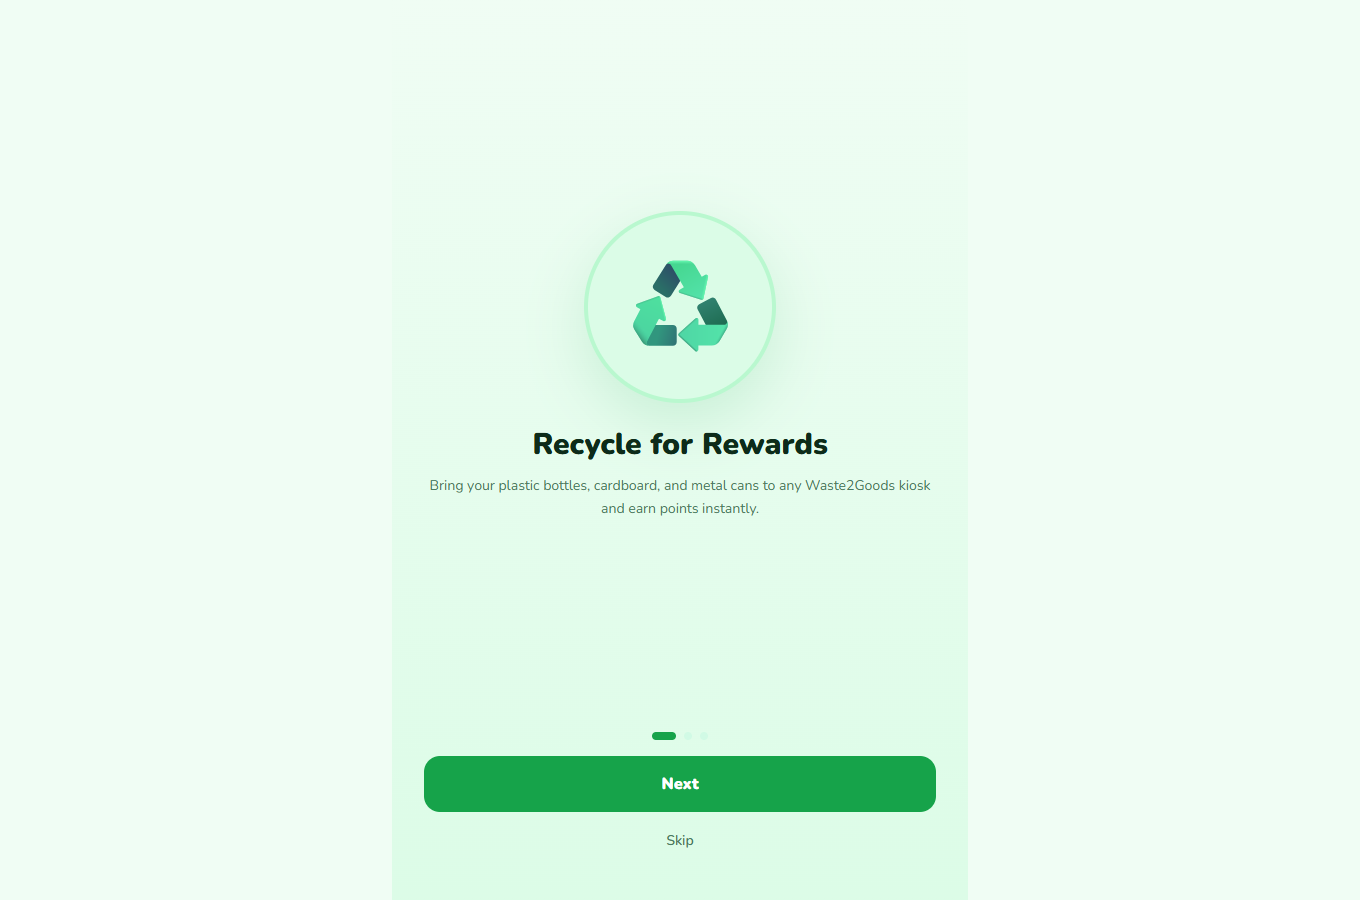 Recycle for Rewards
Bring your plastic bottles, cardboard, and metal cans to any Waste2Goods kiosk
and earn points instantly.
Next
Skip